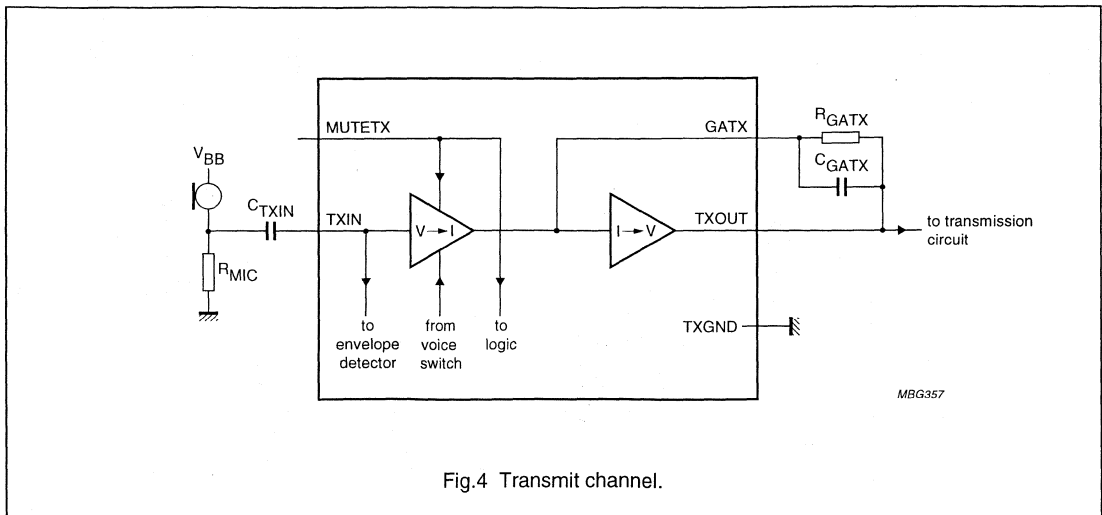 MUTETX
GATX
R_GATX
C_GATX
V_BB
C_TXIN
TXIN
V→I
I→V
TXOUT
to transmission
circuit
R_MIC
to
envelope
detector
from
voice
switch
to
logic
TXGND
MBG357
Fig.4 Transmit channel.